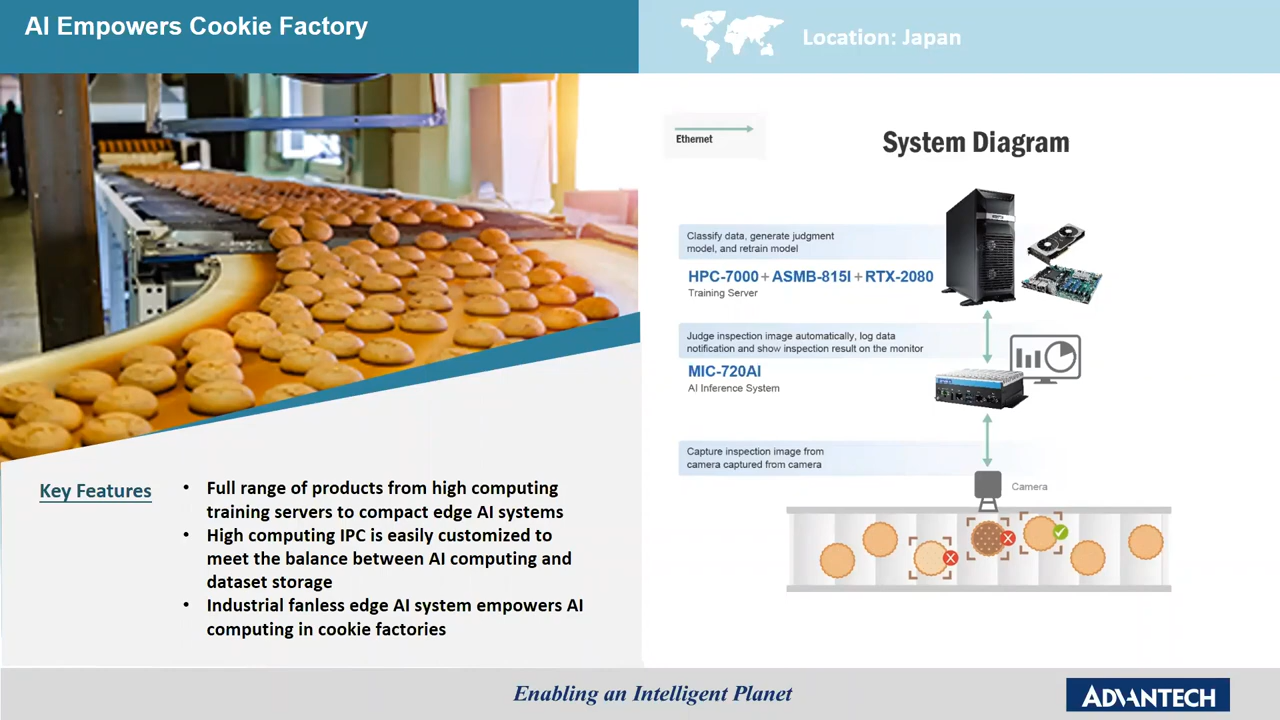 AI Empowers Cookie Factory
Location: Japan
Ethernet
System Diagram
Classify data, generate judgment
model, and retrain model
HPC-7000 + ASMB-815I + RTX-2080
Training Server
Judge inspection image automatically, log data
notification and show inspection result on the monitor
MIC-720AI
AI Inference System
Capture inspection image from
camera captured from camera
Camera
Key Features
• Full range of products from high computing
training servers to compact edge AI systems
• High computing IPC is easily customized to
meet the balance between AI computing and
dataset storage
• Industrial fanless edge AI system empowers AI
computing in cookie factories
Enabling an Intelligent Planet
ADVANTECH